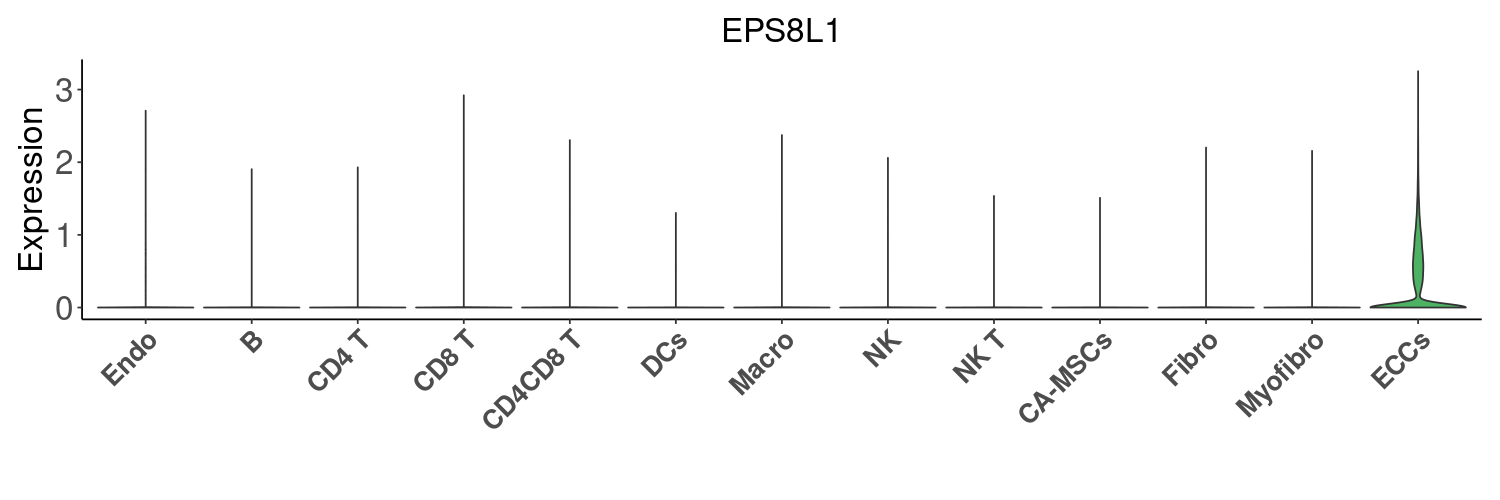 EPS8L1
Expression
3
2
1
0
Endo
B
CD4 T
CD8 T
CD4CD8 T
DCs
Macro
NK
NK T
CA-MSCs
Fibro
Myofibro
ECCs